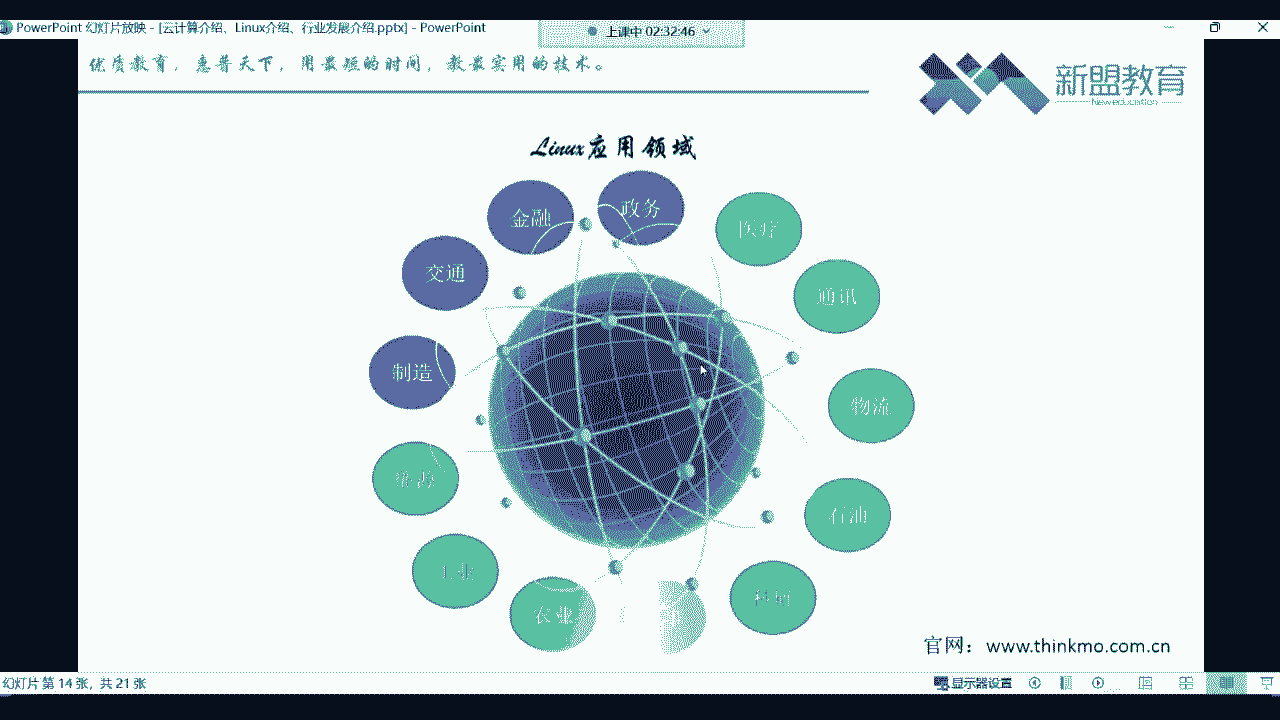 PowerPoint 幻灯片放映 - [云计算介绍、Linux介绍、行业发展介绍.pptx] - PowerPoint
上课中 02:32:46
优质教育，惠普天下，用最短的时间，教最实用的技术。
新盟教育
New education
Linux应用领域
金融
政务
医疗
交通
通讯
制造
物流
能源
石油
工业
农业
官网：www.thinkmo.com.cn
幻灯片 第 14 张，共 21 张
显示器设置